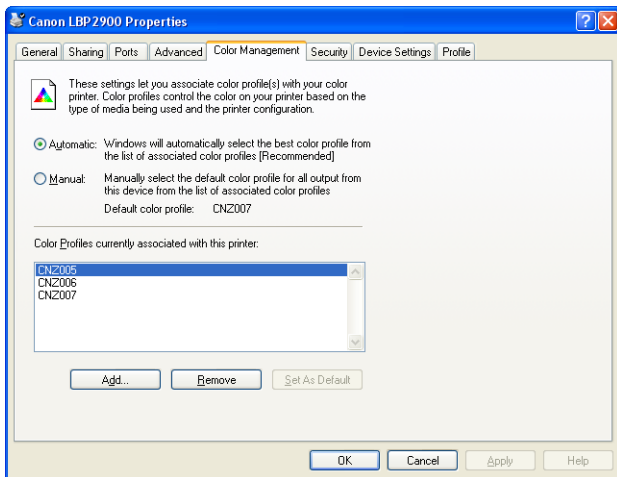 Canon LBP2900 Properties
General Sharing Ports Advanced Color Management Security Device Settings Profile
These settings let you associate color profile(s) with your color
printer. Color profiles control the color on your printer based on the
type of media being used and the printer configuration.
Automatic: Windows will automatically select the best color profile from
the list of associated color profiles [Recommended]
Manual: Manually select the default color profile for all output from
this device from the list of associated color profiles
Default color profile: CNZ007
Color Profiles currently associated with this printer:
CNZ005
CNZ006
CNZ007
Add... Remove Set As Default
OK Cancel Apply Help